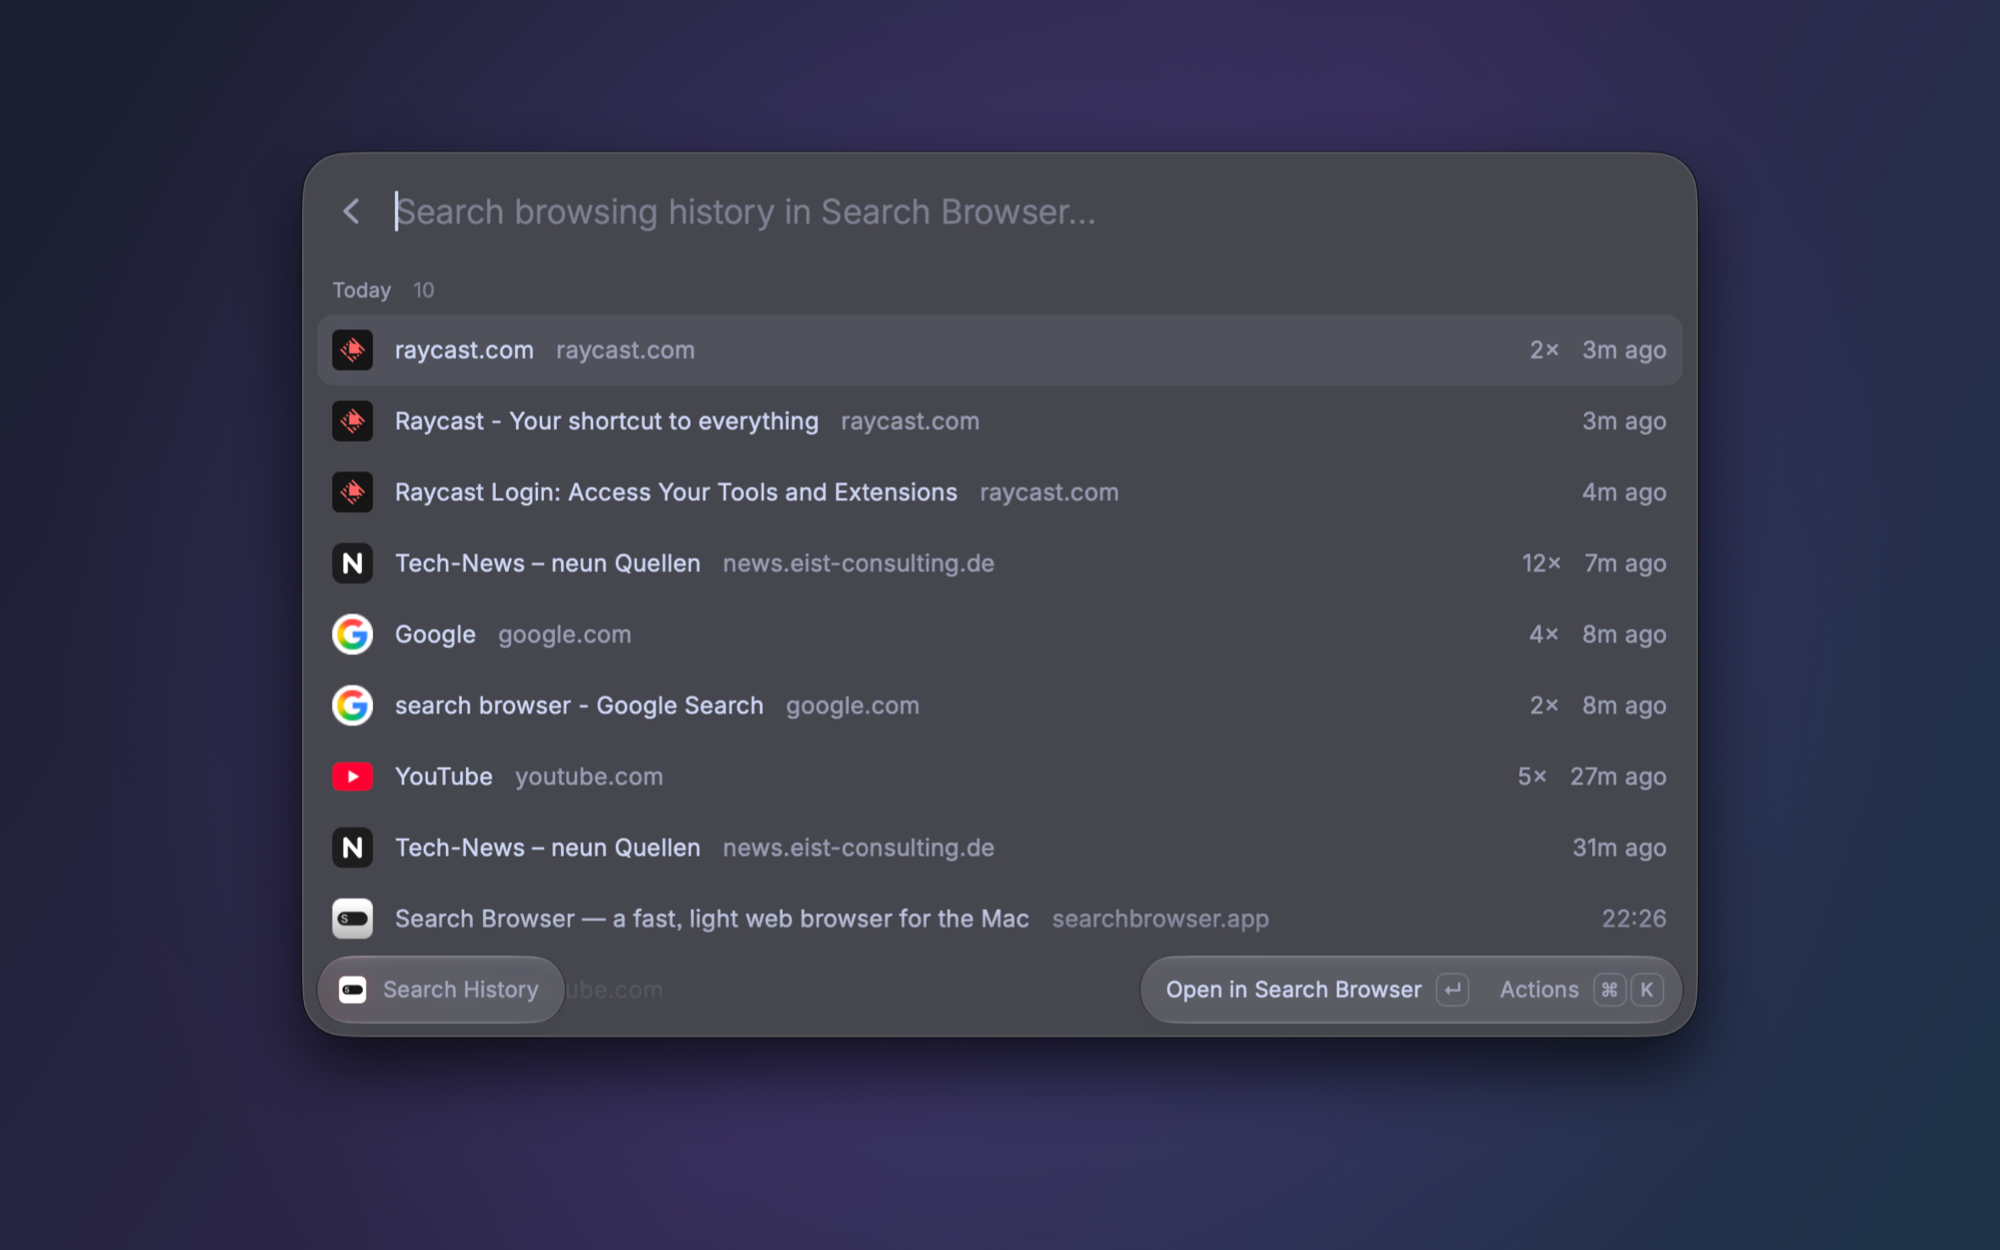 Search browsing history in Search Browser...
Today 10
raycast.com raycast.com 2× 3m ago
Raycast - Your shortcut to everything raycast.com 3m ago
Raycast Login: Access Your Tools and Extensions raycast.com 4m ago
N Tech-News – neun Quellen news.eist-consulting.de 12× 7m ago
G Google google.com 4× 8m ago
G search browser - Google Search google.com 2× 8m ago
YouTube youtube.com 5× 27m ago
N Tech-News – neun Quellen news.eist-consulting.de 31m ago
S Search Browser — a fast, light web browser for the Mac searchbrowser.app 22:26
S Search History ube.com Open in Search Browser ↵ Actions ⌘ K